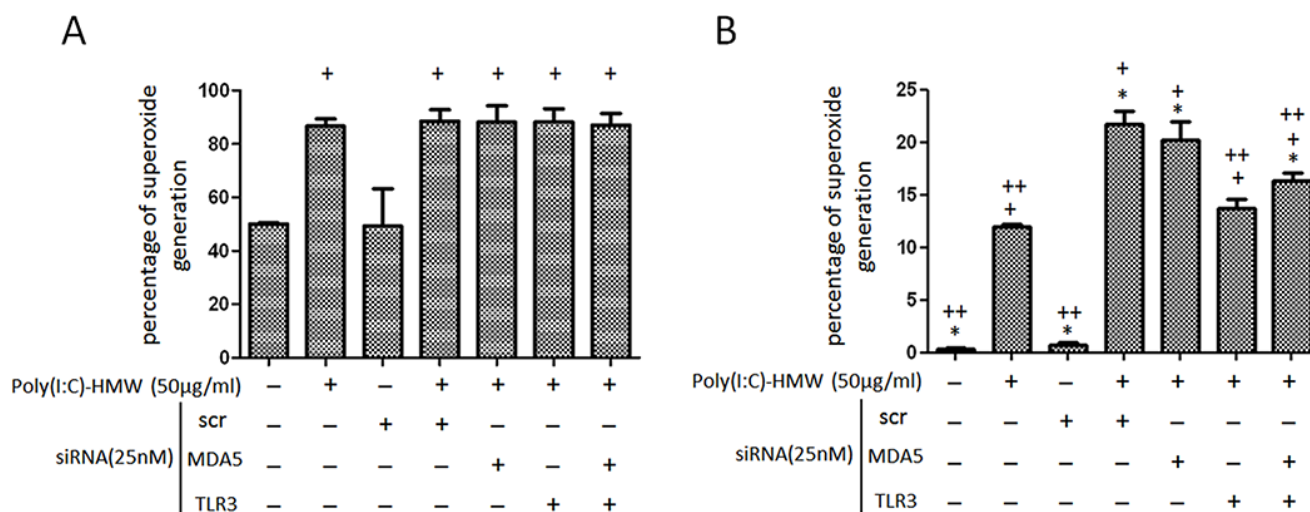 A
+ + + + +
percentage of superoxide
generation
100
80
60
40
20
0
Poly(I:C)-HMW (50µg/ml) – + – + + + +
scr – – + + – – –
siRNA(25nM) MDA5 – – – – + – +
TLR3 – – – – – + +
B
percentage of superoxide
generation
25
20
15
10
5
0
++
*
++
+
++
*
+
*
+
*
++
+
++
+
*
Poly(I:C)-HMW (50µg/ml) – + – + + + +
scr – – + + – – –
siRNA(25nM) MDA5 – – – – + – +
TLR3 – – – – – + +